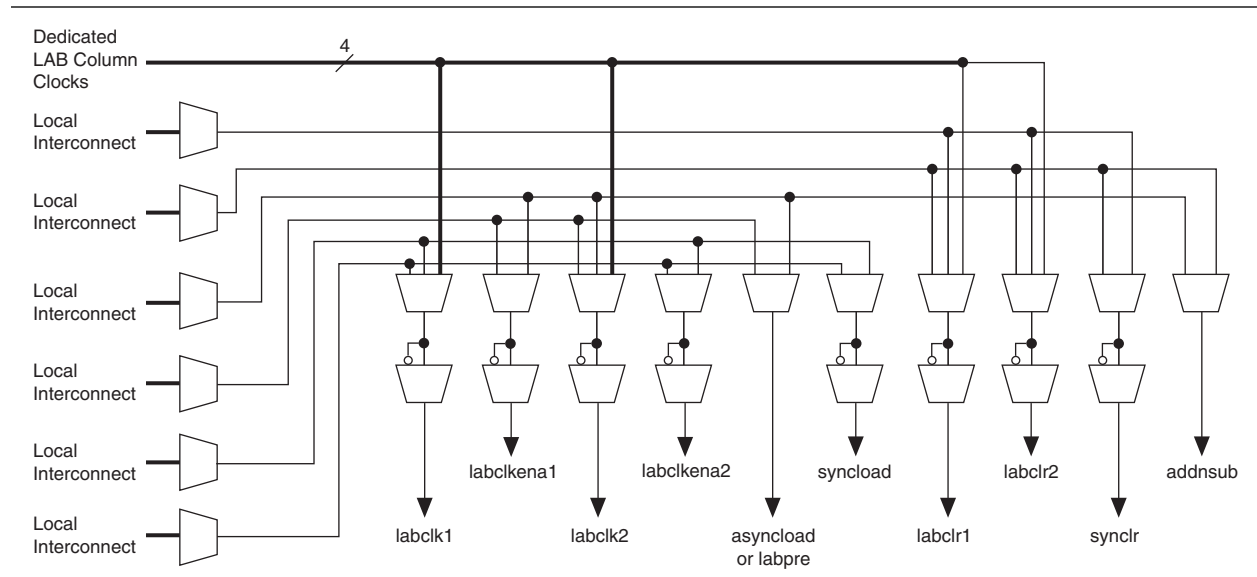 Dedicated
LAB Column
Clocks
4
Local
Interconnect
Local
Interconnect
Local
Interconnect
Local
Interconnect
Local
Interconnect
Local
Interconnect
labclkena1
labclkena2
syncload
labclr2
addnsub
labclk1
labclk2
asyncload
or labpre
labclr1
synclr